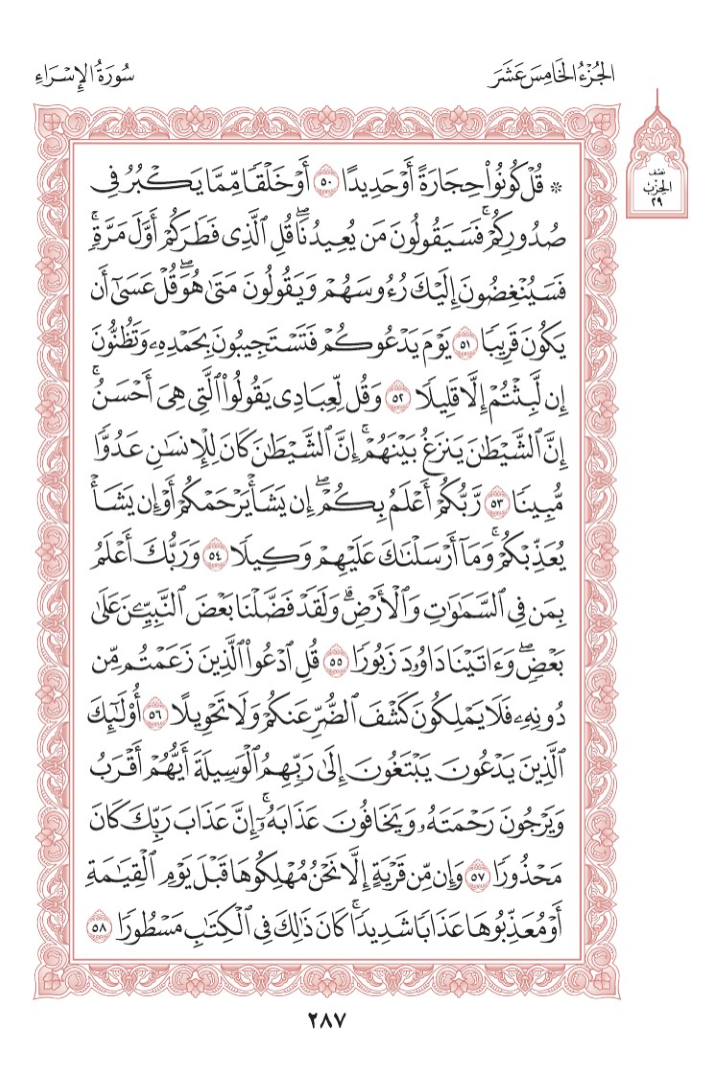 الجُزْءُ الخَامِسَ عَشَرَ
سُورَةُ الإِسْرَاءِ
نصف
الحِزْب
٢٩
۞ قُلۡ كُونُواْ حِجَارَةً أَوۡ حَدِيدًا ٥٠ أَوۡ خَلۡقٗا مِّمَّا يَكۡبُرُ فِي
صُدُورِكُمۡۚ فَسَيَقُولُونَ مَن يُعِيدُنَاۖ قُلِ ٱلَّذِي فَطَرَكُمۡ أَوَّلَ مَرَّةٖۚ
فَسَيُنۡغِضُونَ إِلَيۡكَ رُءُوسَهُمۡ وَيَقُولُونَ مَتَىٰ هُوَۖ قُلۡ عَسَىٰٓ أَن
يَكُونَ قَرِيبٗا ٥١ يَوۡمَ يَدۡعُوكُمۡ فَتَسۡتَجِيبُونَ بِحَمۡدِهِۦ وَتَظُنُّونَ
إِن لَّبِثۡتُمۡ إِلَّا قَلِيلٗا ٥٢ وَقُل لِّعِبَادِي يَقُولُواْ ٱلَّتِي هِيَ أَحۡسَنُۚ
إِنَّ ٱلشَّيۡطَٰنَ يَنزَغُ بَيۡنَهُمۡۚ إِنَّ ٱلشَّيۡطَٰنَ كَانَ لِلۡإِنسَٰنِ عَدُوّٗا
مُّبِينٗا ٥٣ رَّبُّكُمۡ أَعۡلَمُ بِكُمۡۖ إِن يَشَأۡ يَرۡحَمۡكُمۡ أَوۡ إِن يَشَأۡ
يُعَذِّبۡكُمۡۚ وَمَآ أَرۡسَلۡنَٰكَ عَلَيۡهِمۡ وَكِيلٗا ٥٤ وَرَبُّكَ أَعۡلَمُ
بِمَن فِي ٱلسَّمَٰوَٰتِ وَٱلۡأَرۡضِۗ وَلَقَدۡ فَضَّلۡنَا بَعۡضَ ٱلنَّبِيِّـۧنَ عَلَىٰ
بَعۡضٖۖ وَءَاتَيۡنَا دَاوُۥدَ زَبُورٗا ٥٥ قُلِ ٱدۡعُواْ ٱلَّذِينَ زَعَمۡتُم مِّن
دُونِهِۦ فَلَا يَمۡلِكُونَ كَشۡفَ ٱلضُّرِّ عَنكُمۡ وَلَا تَحۡوِيلًا ٥٦ أُوْلَٰٓئِكَ
ٱلَّذِينَ يَدۡعُونَ يَبۡتَغُونَ إِلَىٰ رَبِّهِمُ ٱلۡوَسِيلَةَ أَيُّهُمۡ أَقۡرَبُ
وَيَرۡجُونَ رَحۡمَتَهُۥ وَيَخَافُونَ عَذَابَهُۥٓۚ إِنَّ عَذَابَ رَبِّكَ كَانَ
مَحۡذُورٗا ٥٧ وَإِن مِّن قَرۡيَةٍ إِلَّا نَحۡنُ مُهۡلِكُوهَا قَبۡلَ يَوۡمِ ٱلۡقِيَٰمَةِ
أَوۡ مُعَذِّبُوهَا عَذَابٗا شَدِيدٗاۚ كَانَ ذَٰلِكَ فِي ٱلۡكِتَٰبِ مَسۡطُورٗا ٥٨
٢٨٧